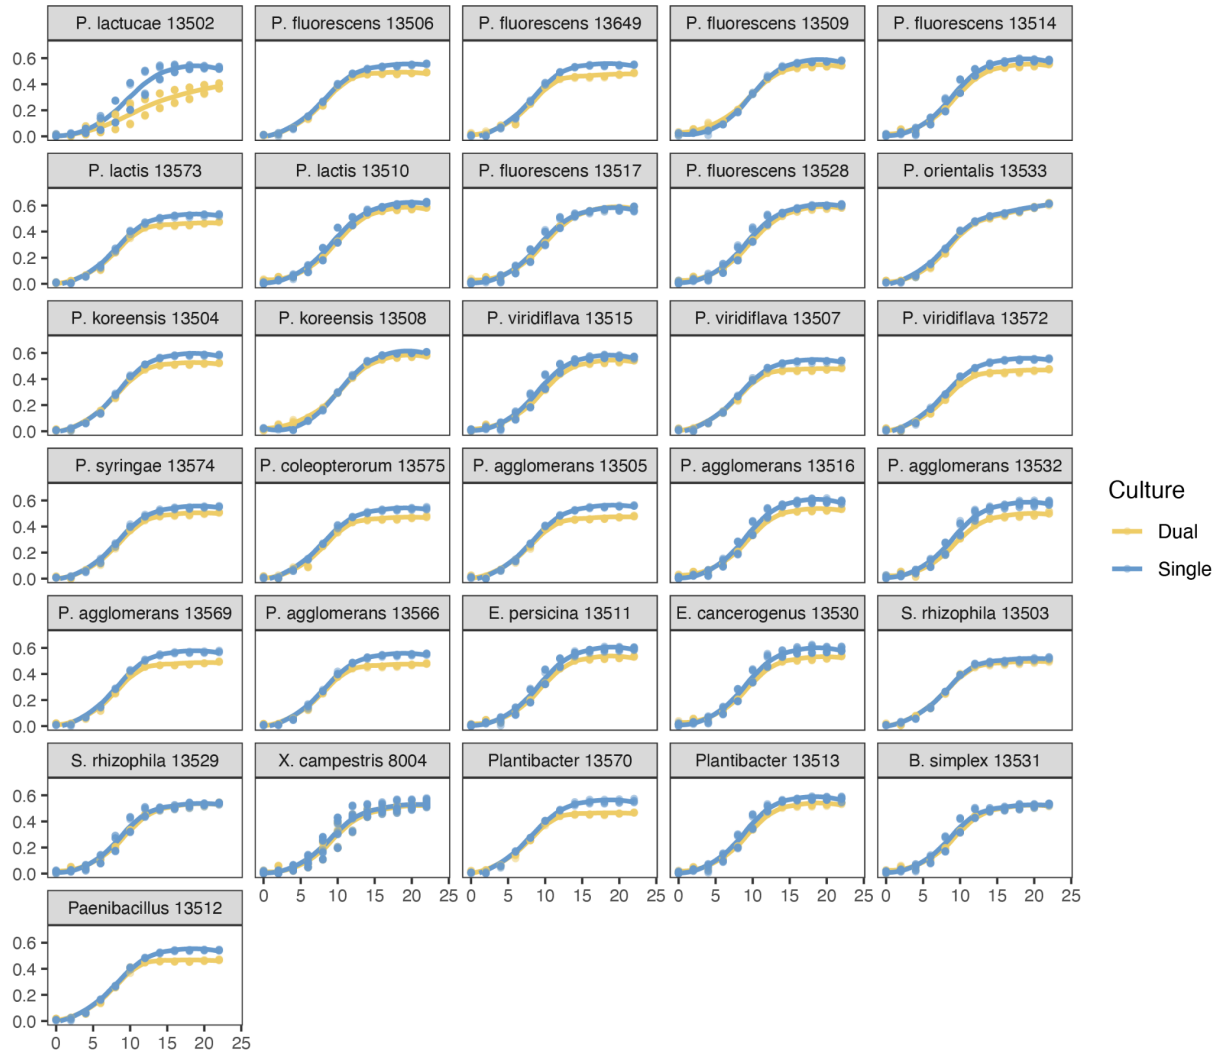 P. lactucae 13502 P. fluorescens 13506 P. fluorescens 13649 P. fluorescens 13509 P. fluorescens 13514
0.6
0.4
0.2
0.0
P. lactis 13573 P. lactis 13510 P. fluorescens 13517 P. fluorescens 13528 P. orientalis 13533
0.6
0.4
0.2
0.0
P. koreensis 13504 P. koreensis 13508 P. viridiflava 13515 P. viridiflava 13507 P. viridiflava 13572
0.6
0.4
0.2
0.0
P. syringae 13574 P. coleopterorum 13575 P. agglomerans 13505 P. agglomerans 13516 P. agglomerans 13532
0.6
0.4
0.2
0.0
Culture
Dual
Single
P. agglomerans 13569 P. agglomerans 13566 E. persicina 13511 E. cancerogenus 13530 S. rhizophila 13503
0.6
0.4
0.2
0.0
S. rhizophila 13529 X. campestris 8004 Plantibacter 13570 Plantibacter 13513 B. simplex 13531
0.6
0.4
0.2
0.0
0 5 10 15 20 25 0 5 10 15 20 25 0 5 10 15 20 25 0 5 10 15 20 25
Paenibacillus 13512
0.6
0.4
0.2
0.0
0 5 10 15 20 25